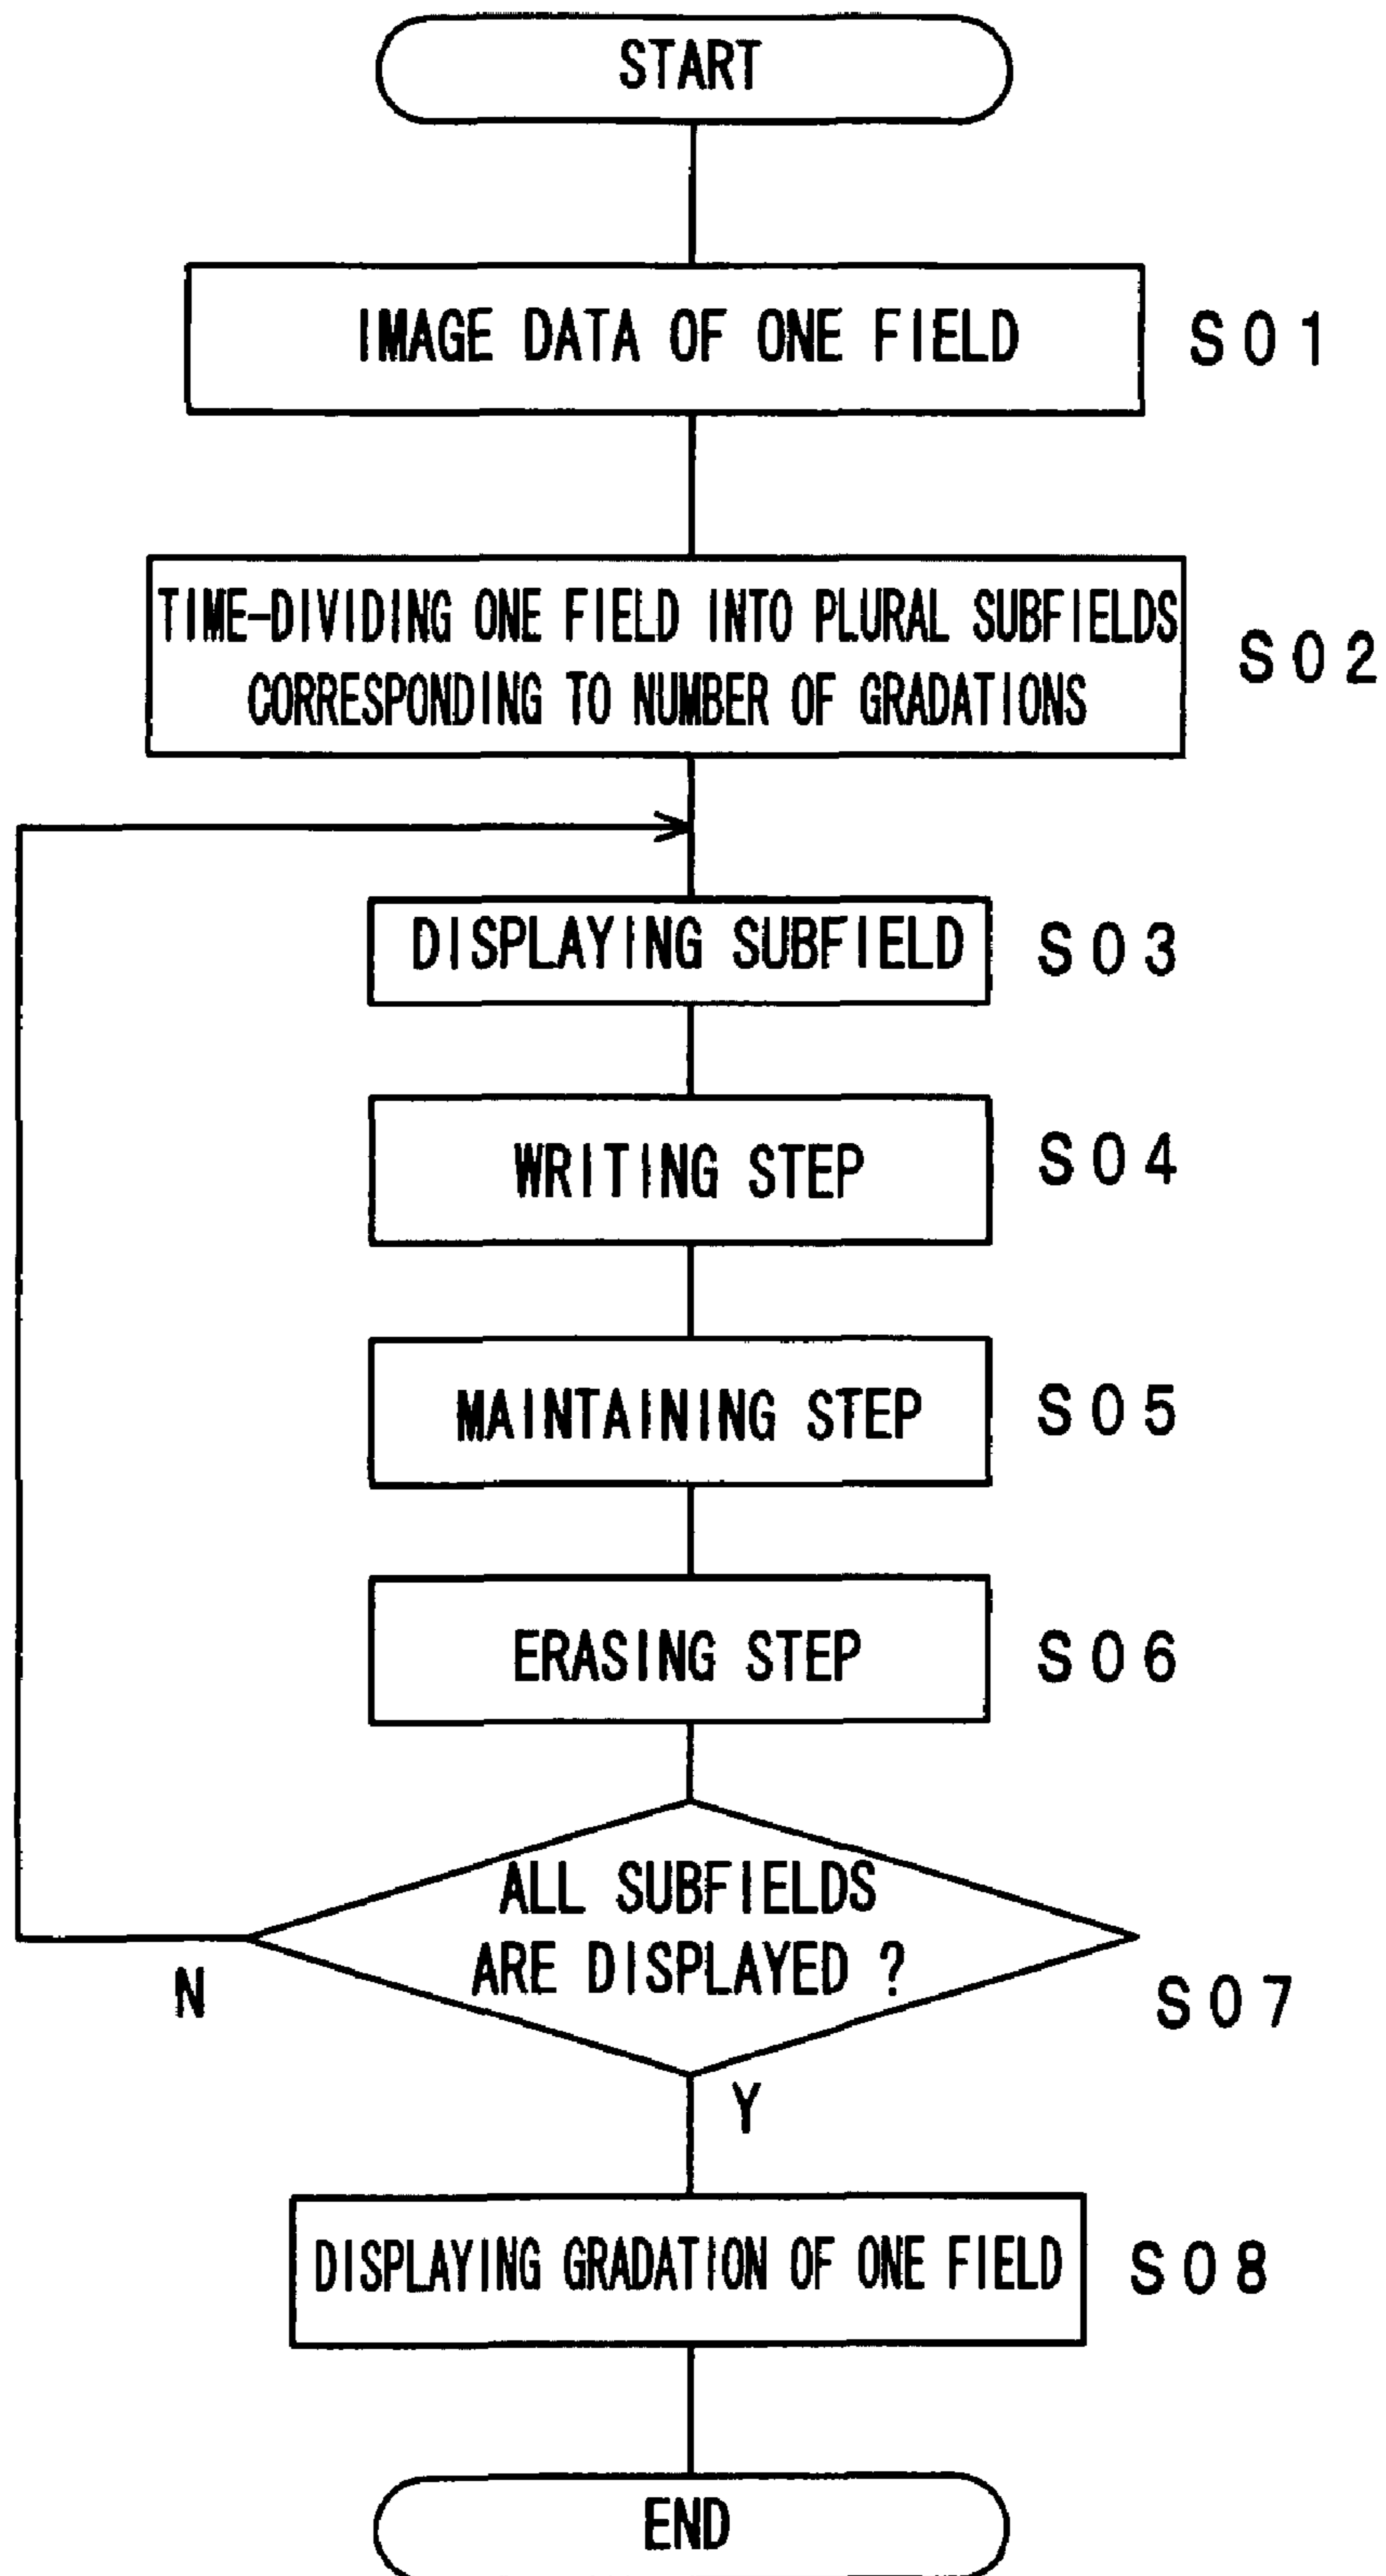 START
IMAGE DATA OF ONE FIELD
S01
TIME-DIVIDING ONE FIELD INTO PLURAL SUBFIELDS
CORRESPONDING TO NUMBER OF GRADATIONS
S02
DISPLAYING SUBFIELD
S03
WRITING STEP
S04
MAINTAINING STEP
S05
ERASING STEP
S06
ALL SUBFIELDS
ARE DISPLAYED ?
N
S07
Y
DISPLAYING GRADATION OF ONE FIELD
S08
END